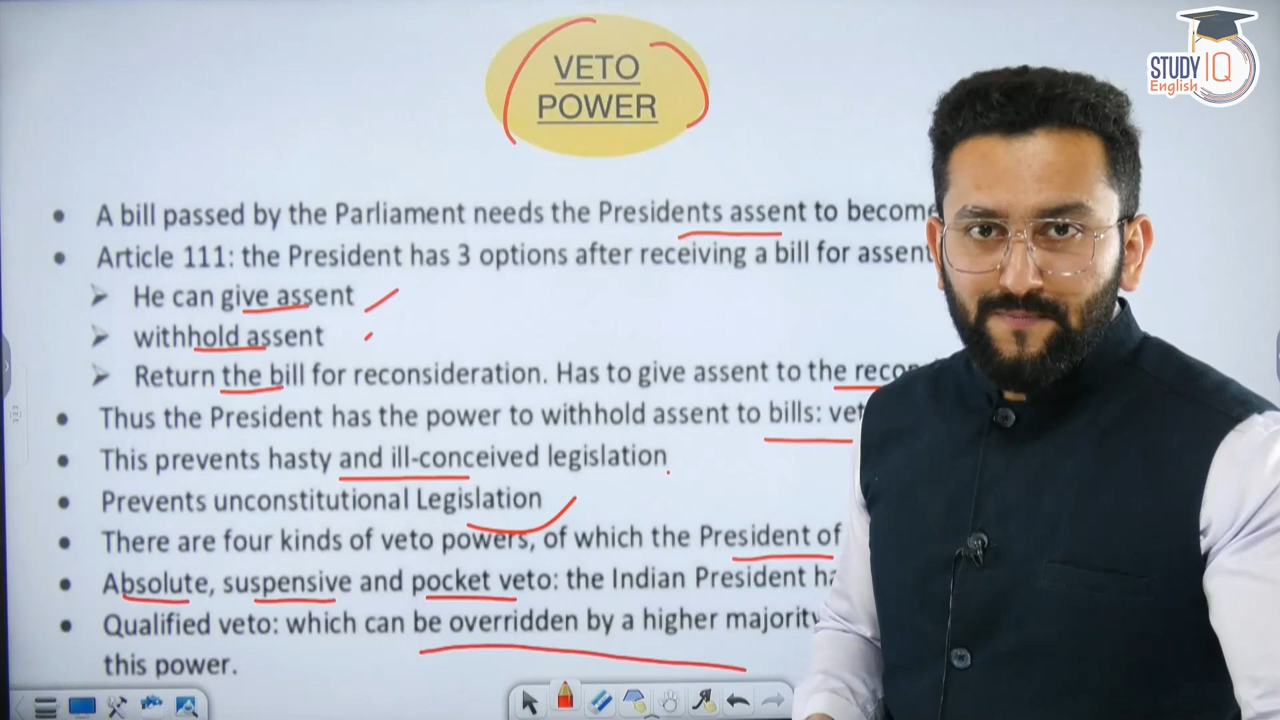 VETO
POWER
STUDY IQ
English
A bill passed by the Parliament needs the Presidents assent to become
Article 111: the President has 3 options after receiving a bill for assent
He can give assent
withhold assent
Return the bill for reconsideration. Has to give assent to the
Thus the President has the power to withhold assent to bills:
This prevents hasty and ill-conceived legislation
Prevents unconstitutional Legislation
There are four kinds of veto powers, of which the President of
Absolute, suspensive and pocket veto: the Indian President
Qualified veto: which can be overridden by a higher majority
this power.